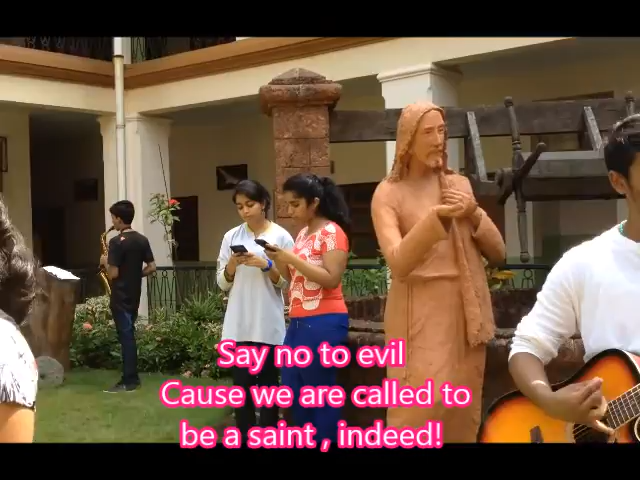 Say no to evil
Cause we are called to
be a saint , indeed!